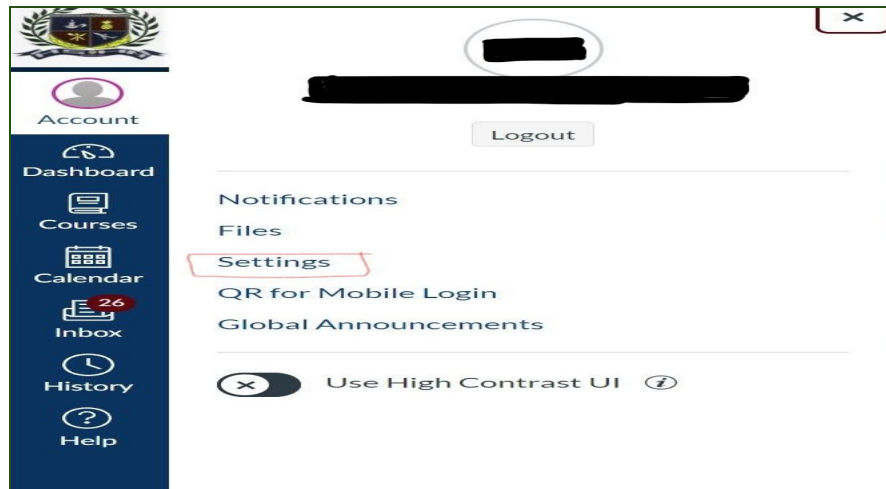 Account
Dashboard
Courses
Calendar
26
Inbox
History
Help
Logout
Notifications
Files
Settings
QR for Mobile Login
Global Announcements
Use High Contrast UI